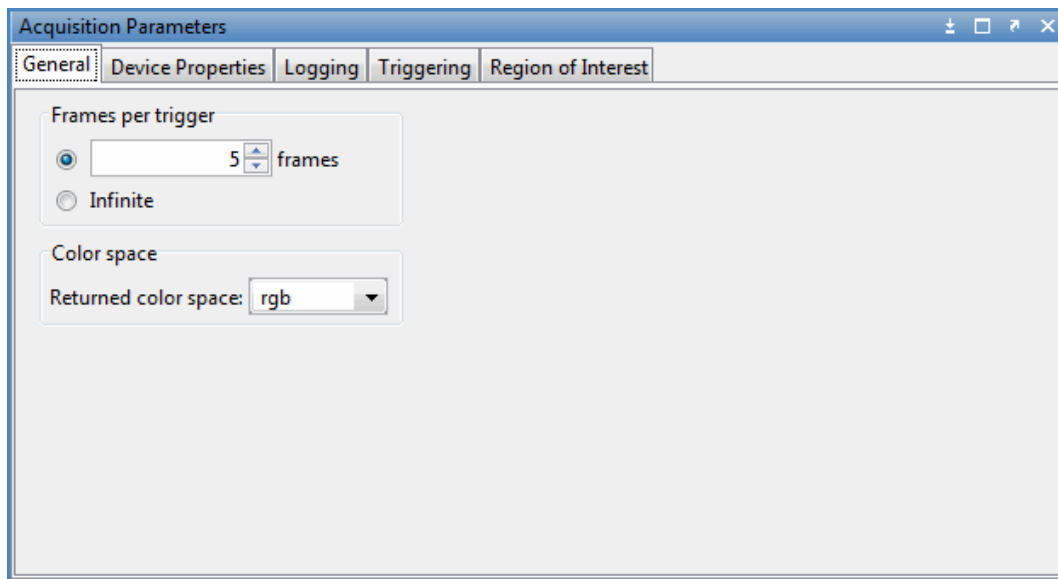 Acquisition Parameters
General Device Properties Logging Triggering Region of Interest
Frames per trigger
5 frames
Infinite
Color space
Returned color space: rgb